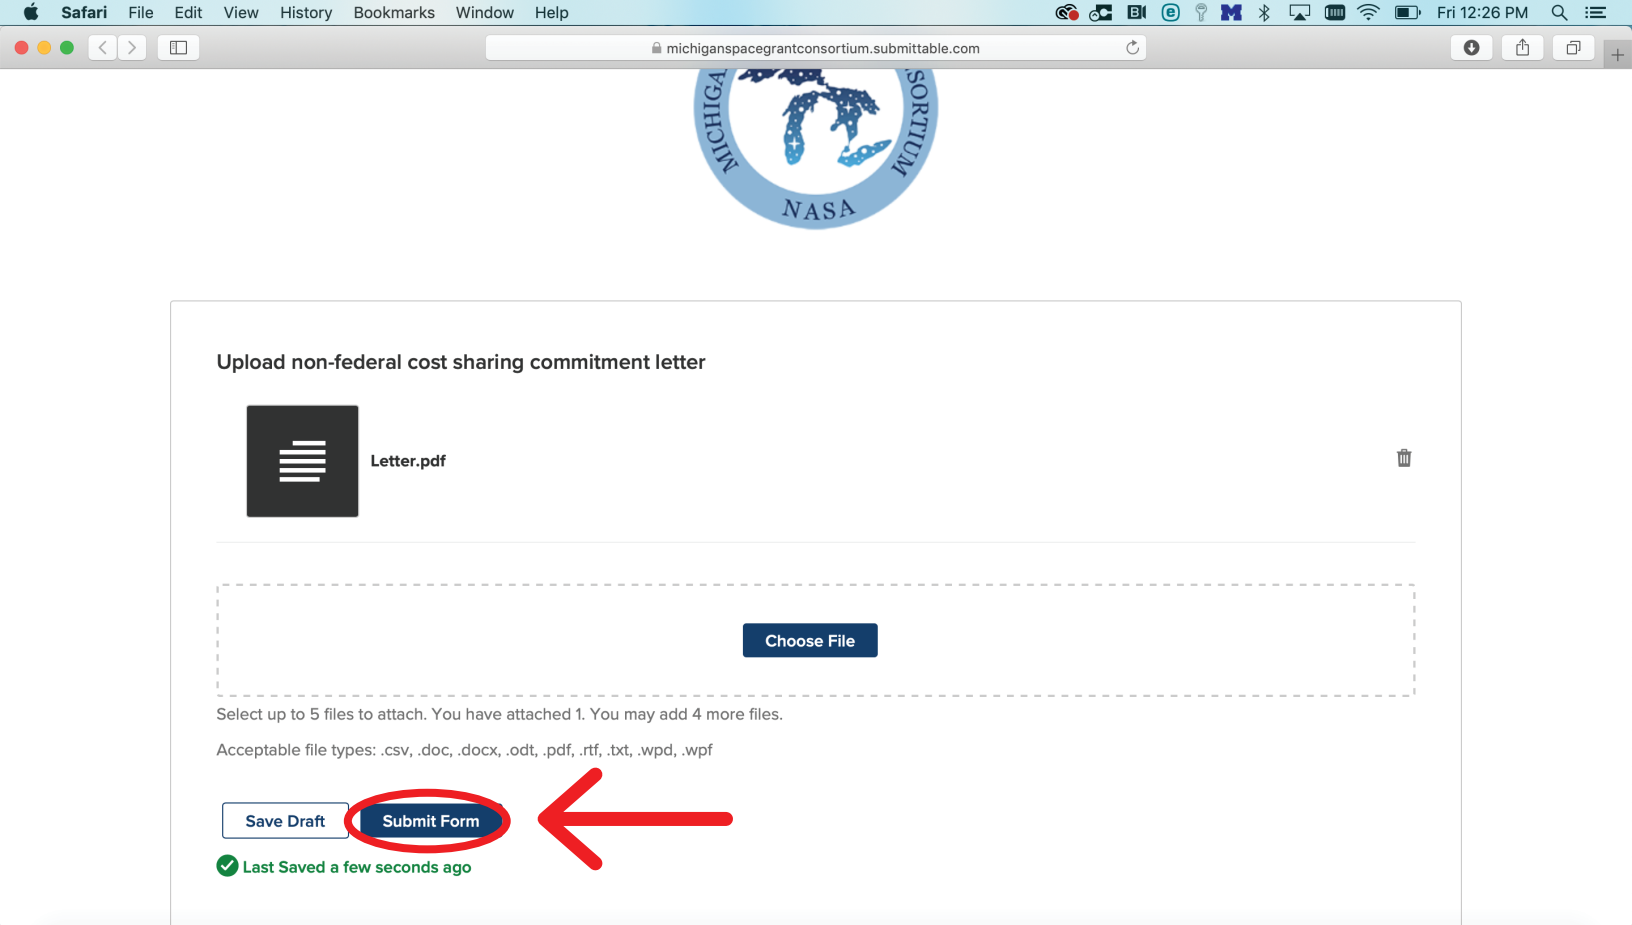 Safari File Edit View History Bookmarks Window Help Fri 12:26 PM
michiganspacegrantconsortium.submittable.com
MICHIGA
SORTIUM
NASA
Upload non-federal cost sharing commitment letter
Letter.pdf
Choose File
Select up to 5 files to attach. You have attached 1. You may add 4 more files.
Acceptable file types: .csv, .doc, .docx, .odt, .pdf, .rtf, .txt, .wpd, .wpf
Save Draft Submit Form
Last Saved a few seconds ago